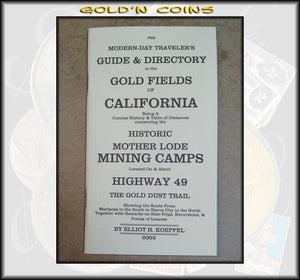 GOLD'N COINS
THE
MODERN-DAY TRAVELER'S
GUIDE & DIRECTORY
to the
GOLD FIELDS
OF
CALIFORNIA
Being A
Concise History & Table of Distances
concerning the
HISTORIC
MOTHER LODE
MINING CAMPS
Located On & About
HIGHWAY 49
THE GOLD DUST TRAIL
Showing the Route From
Mariposa in the South to Sierra City in the North
Together with Remarks on Side-Trips, Excursions, &
Points of Interest
BY ELLIOT H. KOEPPEL
2003